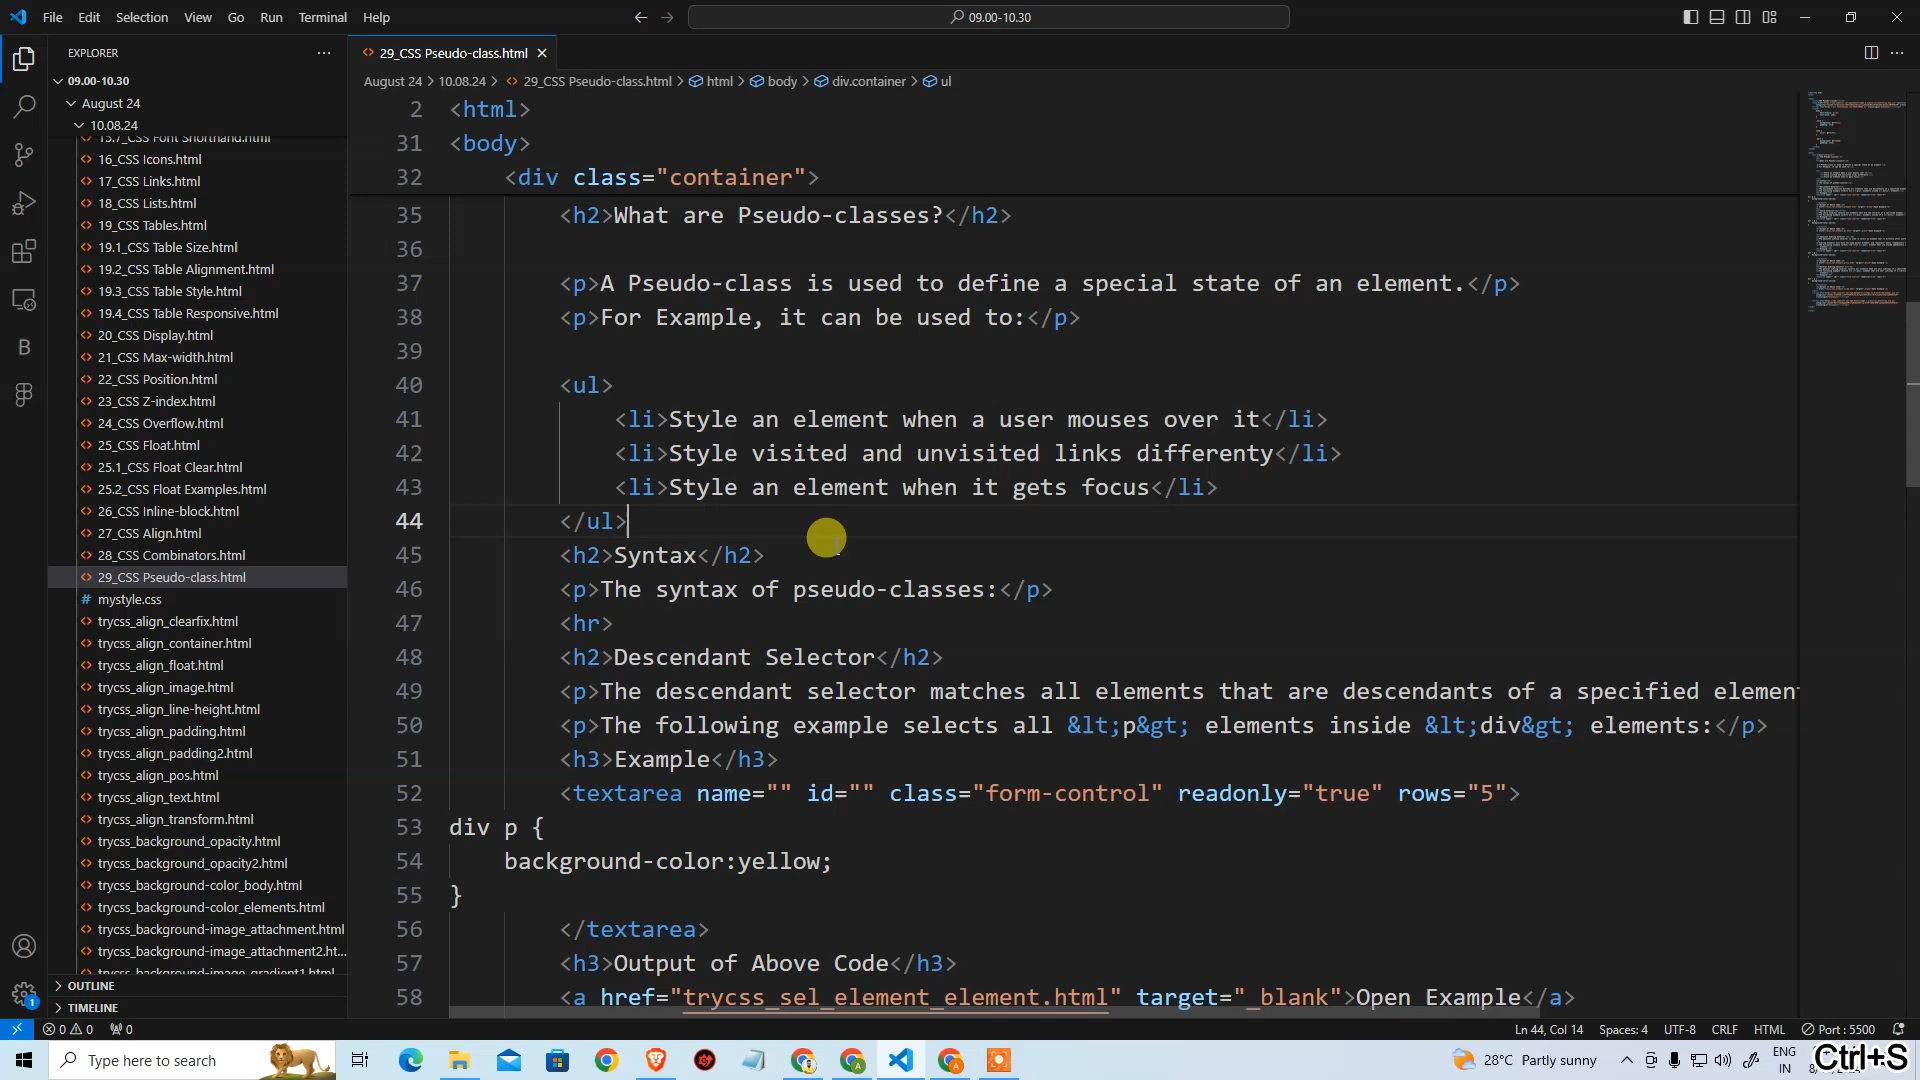 File Edit Selection View Go Run Terminal Help
09.00-10.30
EXPLORER
29_CSS Pseudo-class.html
09.00-10.30
August 24 > 10.08.24 > 29_CSS Pseudo-class.html > html > body > div.container > ul
August 24
10.08.24
15.7_CSS Font Shorthand.html
16_CSS Icons.html
17_CSS Links.html
18_CSS Lists.html
19_CSS Tables.html
19.1_CSS Table Size.html
19.2_CSS Table Alignment.html
19.3_CSS Table Style.html
19.4_CSS Table Responsive.html
20_CSS Display.html
21_CSS Max-width.html
22_CSS Position.html
23_CSS Z-index.html
24_CSS Overflow.html
25_CSS Float.html
25.1_CSS Float Clear.html
25.2_CSS Float Examples.html
26_CSS Inline-block.html
27_CSS Align.html
28_CSS Combinators.html
29_CSS Pseudo-class.html
# mystyle.css
trycss_align_clearfix.html
trycss_align_container.html
trycss_align_float.html
trycss_align_image.html
trycss_align_line-height.html
trycss_align_padding.html
trycss_align_padding2.html
trycss_align_pos.html
trycss_align_text.html
trycss_align_transform.html
trycss_background_opacity.html
trycss_background_opacity2.html
trycss_background-color_body.html
trycss_background-color_elements.html
trycss_background-image_attachment.html
trycss_background-image_attachment2.ht...
trycss_background-image_gradient1.html
OUTLINE
TIMELINE
2 <html>
31 <body>
32 <div class="container">
35 <h2>What are Pseudo-classes?</h2>
36
37 <p>A Pseudo-class is used to define a special state of an element.</p>
38 <p>For Example, it can be used to:</p>
39
40 <ul>
41 <li>Style an element when a user mouses over it</li>
42 <li>Style visited and unvisited links differenty</li>
43 <li>Style an element when it gets focus</li>
44 </ul>
45 <h2>Syntax</h2>
46 <p>The syntax of pseudo-classes:</p>
47 <hr>
48 <h2>Descendant Selector</h2>
49 <p>The descendant selector matches all elements that are descendants of a specified element
50 <p>The following example selects all &lt;p&gt; elements inside &lt;div&gt; elements:</p>
51 <h3>Example</h3>
52 <textarea name="" id="" class="form-control" readonly="true" rows="5">
53 div p {
54 background-color:yellow;
55 }
56 </textarea>
57 <h3>Output of Above Code</h3>
58 <a href="trycss_sel_element_element.html" target="_blank">Open Example</a>
0 0 0
Ln 44, Col 14 Spaces: 4 UTF-8 CRLF HTML Port : 5500
Type here to search
28°C Partly sunny
ENG
IN
Ctrl+S